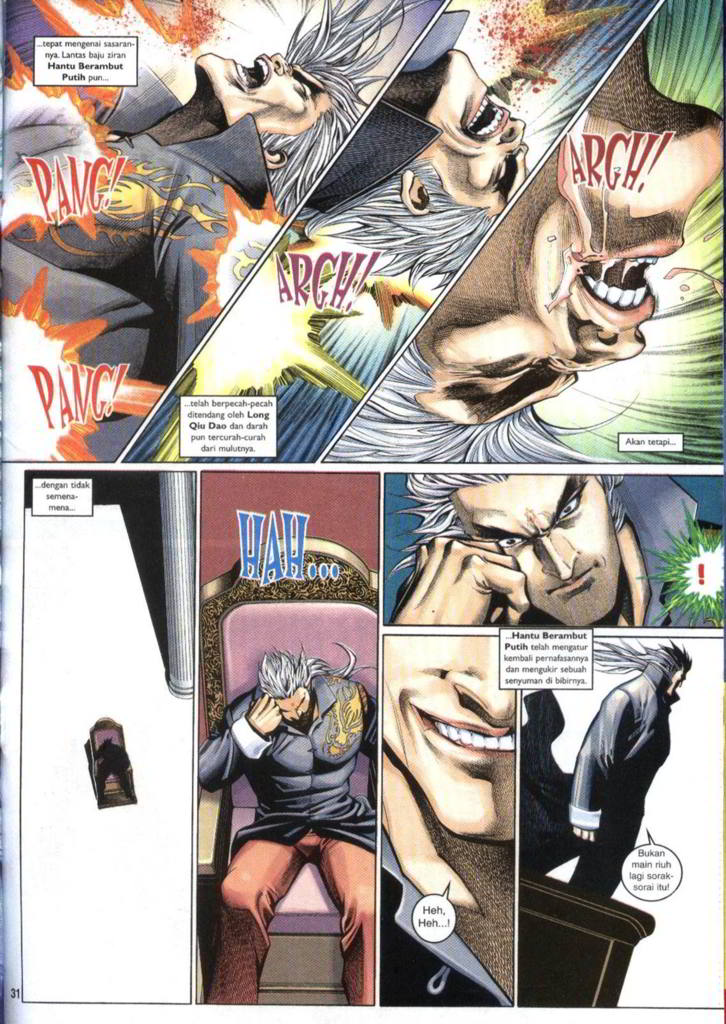 ...tepat mengenai sasaran-
nya. Lantas baju ziran
Hantu Berambut
Putih pun...
PANG!
PANG!
ARGH!
...telah berpecah-pecah
ditendang oleh Long
Qiu Dao dan darah
pun tercurah-curah
dari mulutnya.
ARGH!
Akan tetapi...
...dengan tidak
semena-
mena...
HAH...
!
...Hantu Berambut
Putih telah mengatur
kembali pernafasannya
dan mengukir sebuah
senyuman di bibirnya.
Heh,
Heh...!
Bukan
main riuh
lagi sorak-
sorai itu!
31